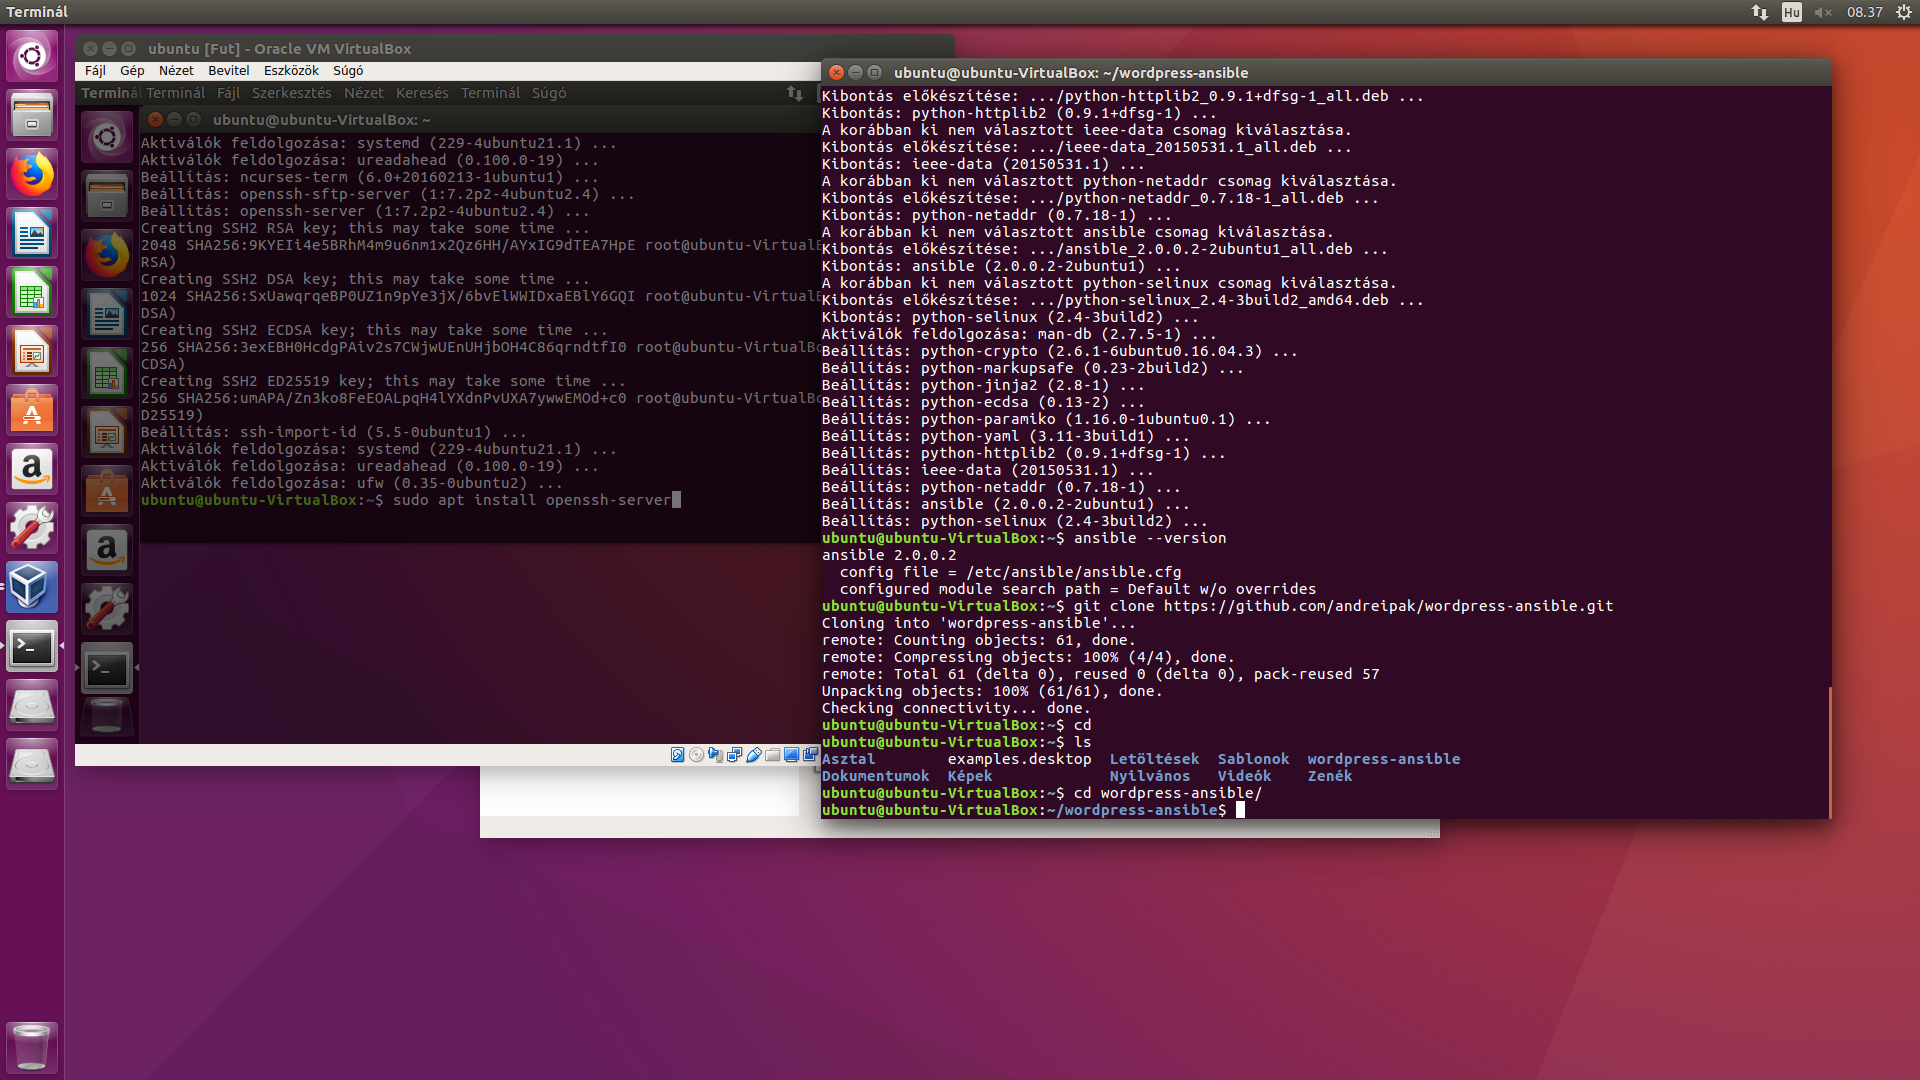 Terminál
Hu
08.37
ubuntu [Fut] - Oracle VM VirtualBox
Fájl Gép Nézet Bevitel Eszközök Súgó
Terminál Fájl Szerkesztés Nézet Keresés Terminál Súgó
ubuntu@ubuntu-VirtualBox: ~
Aktiválók feldolgozása: systemd (229-4ubuntu21.1) ...
Aktiválók feldolgozása: ureadahead (0.100.0-19) ...
Beállítás: ncurses-term (6.0+20160213-1ubuntu1) ...
Beállítás: openssh-sftp-server (1:7.2p2-4ubuntu2.4) ...
Beállítás: openssh-server (1:7.2p2-4ubuntu2.4) ...
Creating SSH2 RSA key; this may take some time ...
2048 SHA256:9KYEIi4e5BRhM4m9u6nm1x2Qz6HH/AYxIG9dTEA7HpE root@ubuntu-Virtual
RSA)
Creating SSH2 DSA key; this may take some time ...
1024 SHA256:SxUawqrqeBP0UZ1n9pYe3jX/6bvElWWIDxaEBlY6GQI root@ubuntu-Virtual
DSA)
Creating SSH2 ECDSA key; this may take some time ...
256 SHA256:3exEBH0HcdgPAiv2s7CWjwUEnUHjbOH4C86qrndtfI0 root@ubuntu-VirtualB
CDSA)
Creating SSH2 ED25519 key; this may take some time ...
256 SHA256:umAPA/Zn3ko8FeEOALpqH4lYXdnPvUXA7ywwEMOd+c0 root@ubuntu-VirtualB
D25519)
Beállítás: ssh-import-id (5.5-0ubuntu1) ...
Aktiválók feldolgozása: systemd (229-4ubuntu21.1) ...
Aktiválók feldolgozása: ureadahead (0.100.0-19) ...
Aktiválók feldolgozása: ufw (0.35-0ubuntu2) ...
ubuntu@ubuntu-VirtualBox:~$ sudo apt install openssh-server
ubuntu@ubuntu-VirtualBox: ~/wordpress-ansible
Kibontás előkészítése: .../python-httplib2_0.9.1+dfsg-1_all.deb ...
Kibontás: python-httplib2 (0.9.1+dfsg-1) ...
A korábban ki nem választott ieee-data csomag kiválasztása.
Kibontás előkészítése: .../ieee-data_20150531.1_all.deb ...
Kibontás: ieee-data (20150531.1) ...
A korábban ki nem választott python-netaddr csomag kiválasztása.
Kibontás előkészítése: .../python-netaddr_0.7.18-1_all.deb ...
Kibontás: python-netaddr (0.7.18-1) ...
A korábban ki nem választott ansible csomag kiválasztása.
Kibontás előkészítése: .../ansible_2.0.0.2-2ubuntu1_all.deb ...
Kibontás: ansible (2.0.0.2-2ubuntu1) ...
A korábban ki nem választott python-selinux csomag kiválasztása.
Kibontás előkészítése: .../python-selinux_2.4-3build2_amd64.deb ...
Kibontás: python-selinux (2.4-3build2) ...
Aktiválók feldolgozása: man-db (2.7.5-1) ...
Beállítás: python-crypto (2.6.1-6ubuntu0.16.04.3) ...
Beállítás: python-markupsafe (0.23-2build2) ...
Beállítás: python-jinja2 (2.8-1) ...
Beállítás: python-ecdsa (0.13-2) ...
Beállítás: python-paramiko (1.16.0-1ubuntu0.1) ...
Beállítás: python-yaml (3.11-3build1) ...
Beállítás: python-httplib2 (0.9.1+dfsg-1) ...
Beállítás: ieee-data (20150531.1) ...
Beállítás: python-netaddr (0.7.18-1) ...
Beállítás: ansible (2.0.0.2-2ubuntu1) ...
Beállítás: python-selinux (2.4-3build2) ...
ubuntu@ubuntu-VirtualBox:~$ ansible --version
ansible 2.0.0.2
config file = /etc/ansible/ansible.cfg
configured module search path = Default w/o overrides
ubuntu@ubuntu-VirtualBox:~$ git clone https://github.com/andreipak/wordpress-ansible.git
Cloning into 'wordpress-ansible'...
remote: Counting objects: 61, done.
remote: Compressing objects: 100% (4/4), done.
remote: Total 61 (delta 0), reused 0 (delta 0), pack-reused 57
Unpacking objects: 100% (61/61), done.
Checking connectivity... done.
ubuntu@ubuntu-VirtualBox:~$ cd
ubuntu@ubuntu-VirtualBox:~$ ls
Asztal examples.desktop Letöltések Sablonok wordpress-ansible
Dokumentumok Képek Nyilvános Videók Zenék
ubuntu@ubuntu-VirtualBox:~$ cd wordpress-ansible/
ubuntu@ubuntu-VirtualBox:~/wordpress-ansible$